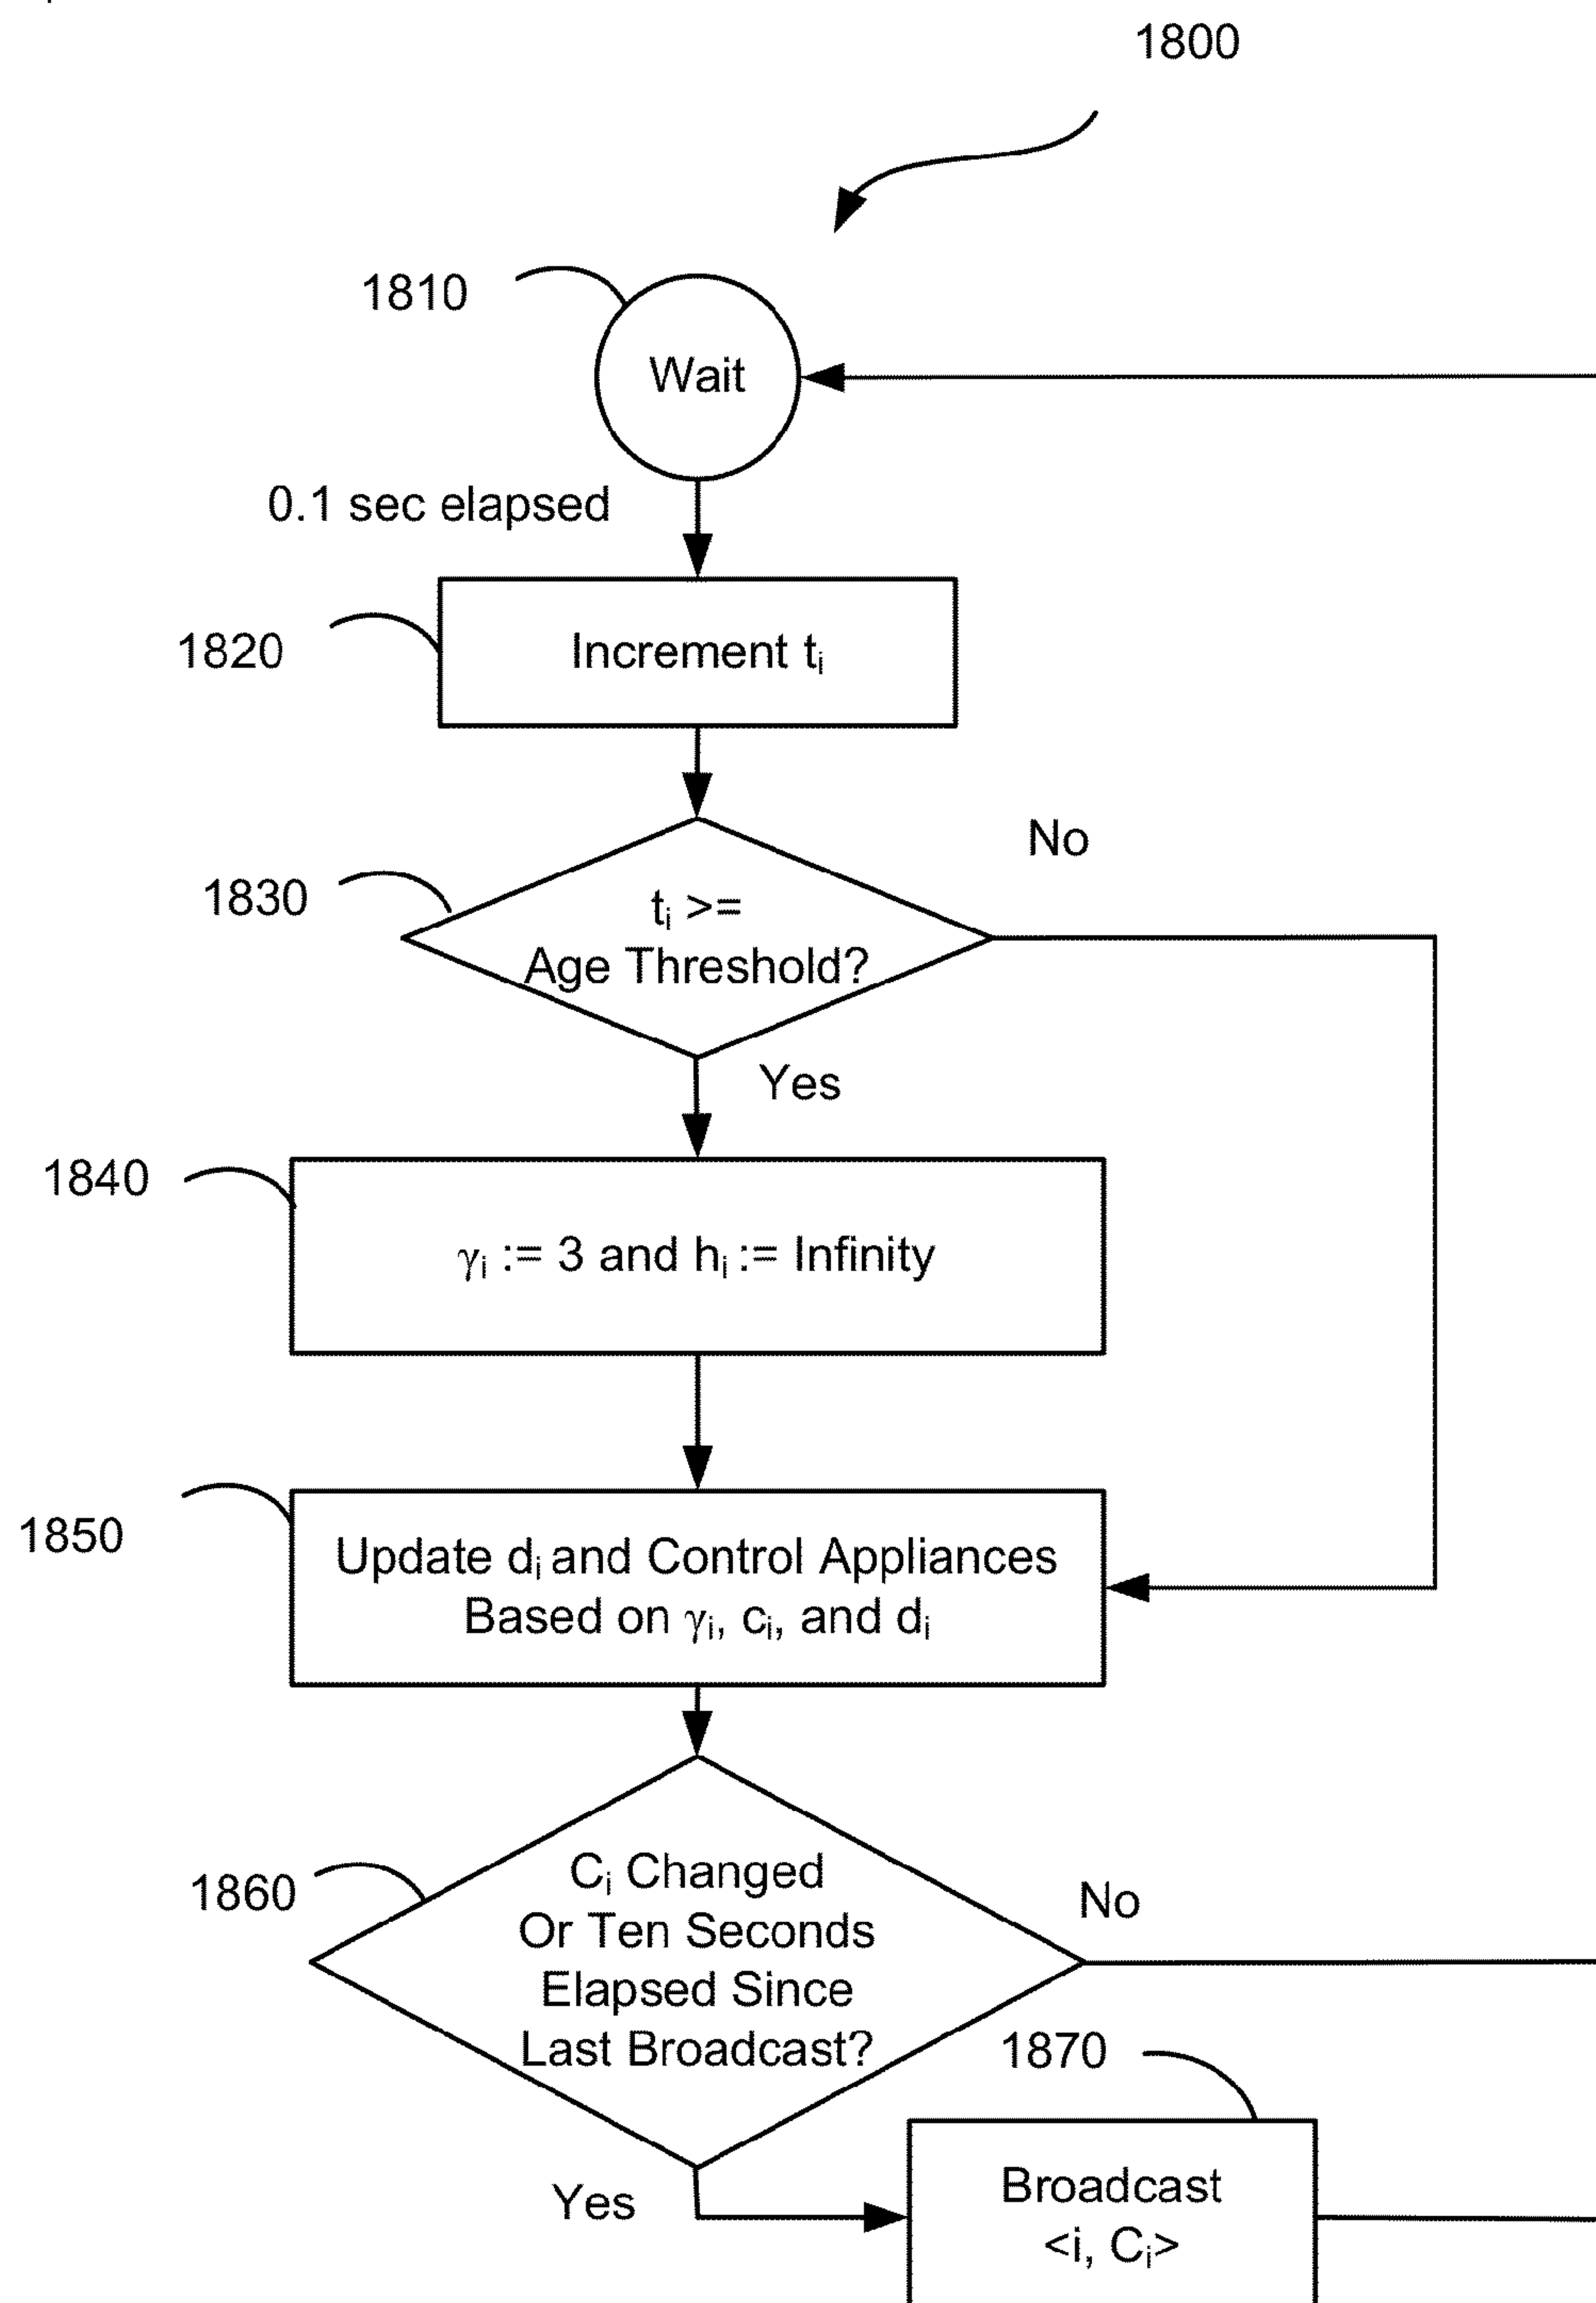 1800
1810
Wait
0.1 sec elapsed
1820
Increment tᵢ
No
1830
tᵢ >=
Age Threshold?
Yes
1840
γᵢ := 3 and hᵢ := Infinity
1850
Update dᵢ and Control Appliances
Based on γᵢ, cᵢ, and dᵢ
1860
Cᵢ Changed
Or Ten Seconds
Elapsed Since
Last Broadcast?
No
1870
Yes
Broadcast
<i, Cᵢ>